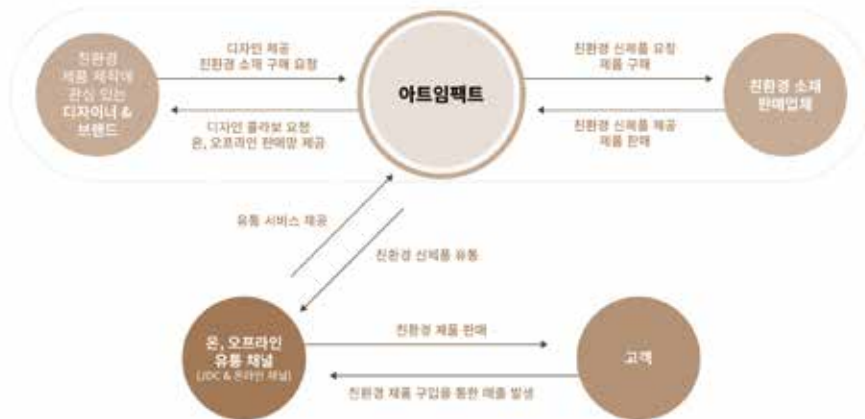 친환경
제품 제작에
관심 있는
디자이너 &
브랜드
디자인 제공
친환경 소재 구매 요청
디자인 콜라보 요청
온, 오프라인 판매망 제공
아트임팩트
친환경 신제품 요청
제품 구매
친환경 신제품 제공
제품 판매
친환경 소재
판매업체
유통 서비스 제공
친환경 신제품 유통
온, 오프라인
유통 채널
(JDC & 온라인 채널)
친환경 제품 판매
친환경 제품 구입을 통한 매출 발생
고객